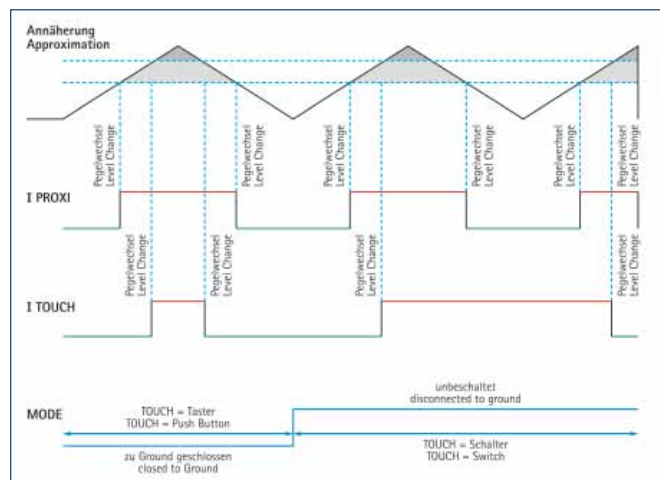 Annäherung
Approximation
Pegelwechsel
Level Change
Pegelwechsel
Level Change
Pegelwechsel
Level Change
Pegelwechsel
Level Change
Pegelwechsel
Level Change
Pegelwechsel
Level Change
I PROXI
Pegelwechsel
Level Change
Pegelwechsel
Level Change
Pegelwechsel
Level Change
Pegelwechsel
Level Change
I TOUCH
unbeschaltet
disconnected to ground
MODE
TOUCH = Taster
TOUCH = Push Button
zu Ground geschlossen
closed to Ground
TOUCH = Schalter
TOUCH = Switch